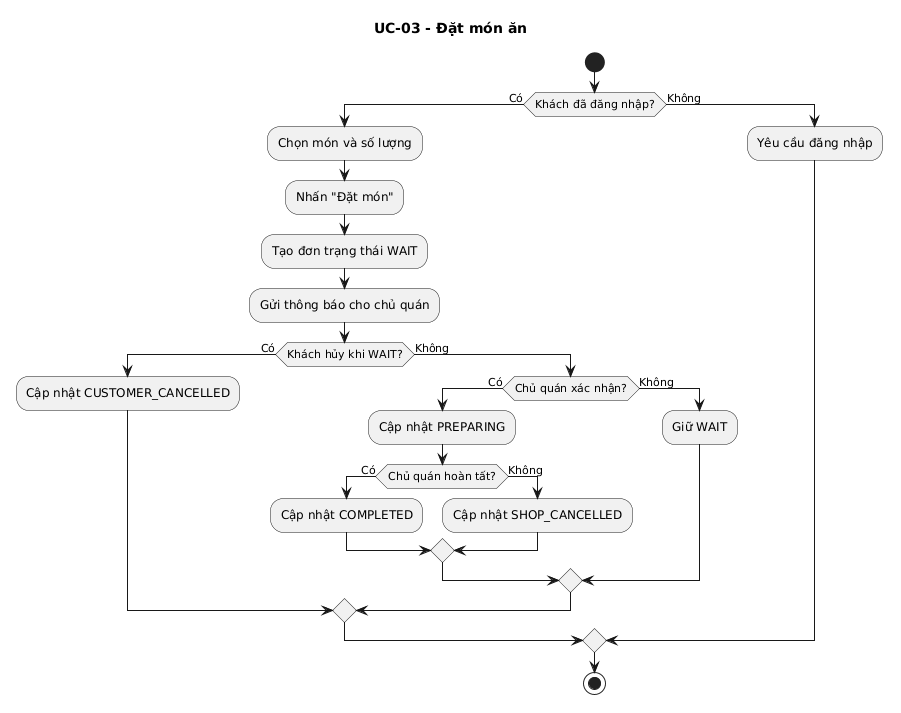 UC-03 - Đặt món ăn
Khách đã đăng nhập?
Có
Không
Chọn món và số lượng
Yêu cầu đăng nhập
Nhấn "Đặt món"
Tạo đơn trạng thái WAIT
Gửi thông báo cho chủ quán
Khách hủy khi WAIT?
Có
Không
Cập nhật CUSTOMER_CANCELLED
Chủ quán xác nhận?
Có
Không
Cập nhật PREPARING
Giữ WAIT
Chủ quán hoàn tất?
Có
Không
Cập nhật COMPLETED
Cập nhật SHOP_CANCELLED